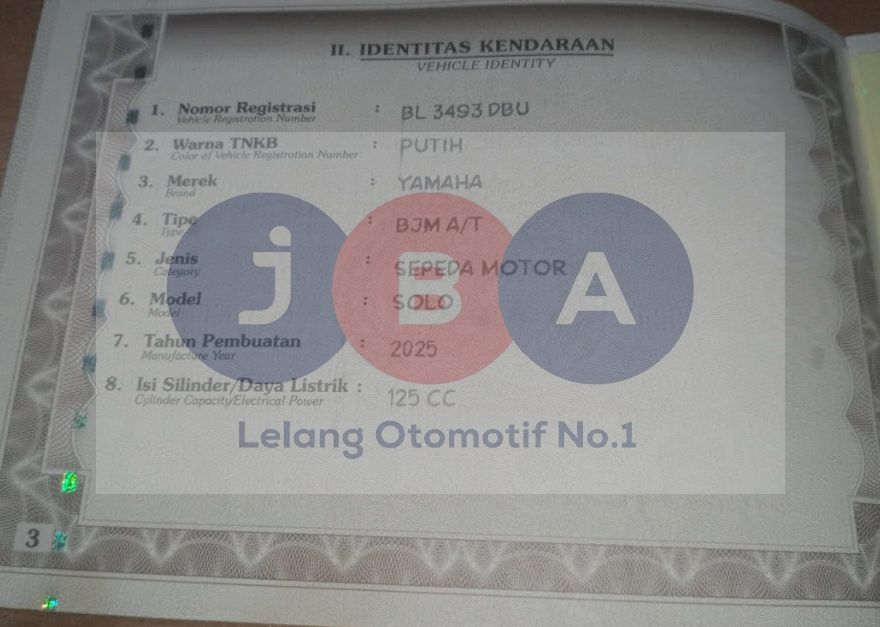 II. IDENTITAS KENDARAAN
VEHICLE IDENTITY
1. Nomor Registrasi : BL 3493 DBU
Vehicle Registration Number
2. Warna TNKB : PUTIH
Color of Vehicle Registration Number
3. Merek : YAMAHA
Brand
4. Tipe : BJM A/T
Type
5. Jenis : SEPEDA MOTOR
Category
6. Model : SOLO
Model
7. Tahun Pembuatan : 2025
Manufacture Year
8. Isi Silinder/Daya Listrik : 125 CC
Cylinder Capacity/Electrical Power
JBA
Lelang Otomotif No.1
3